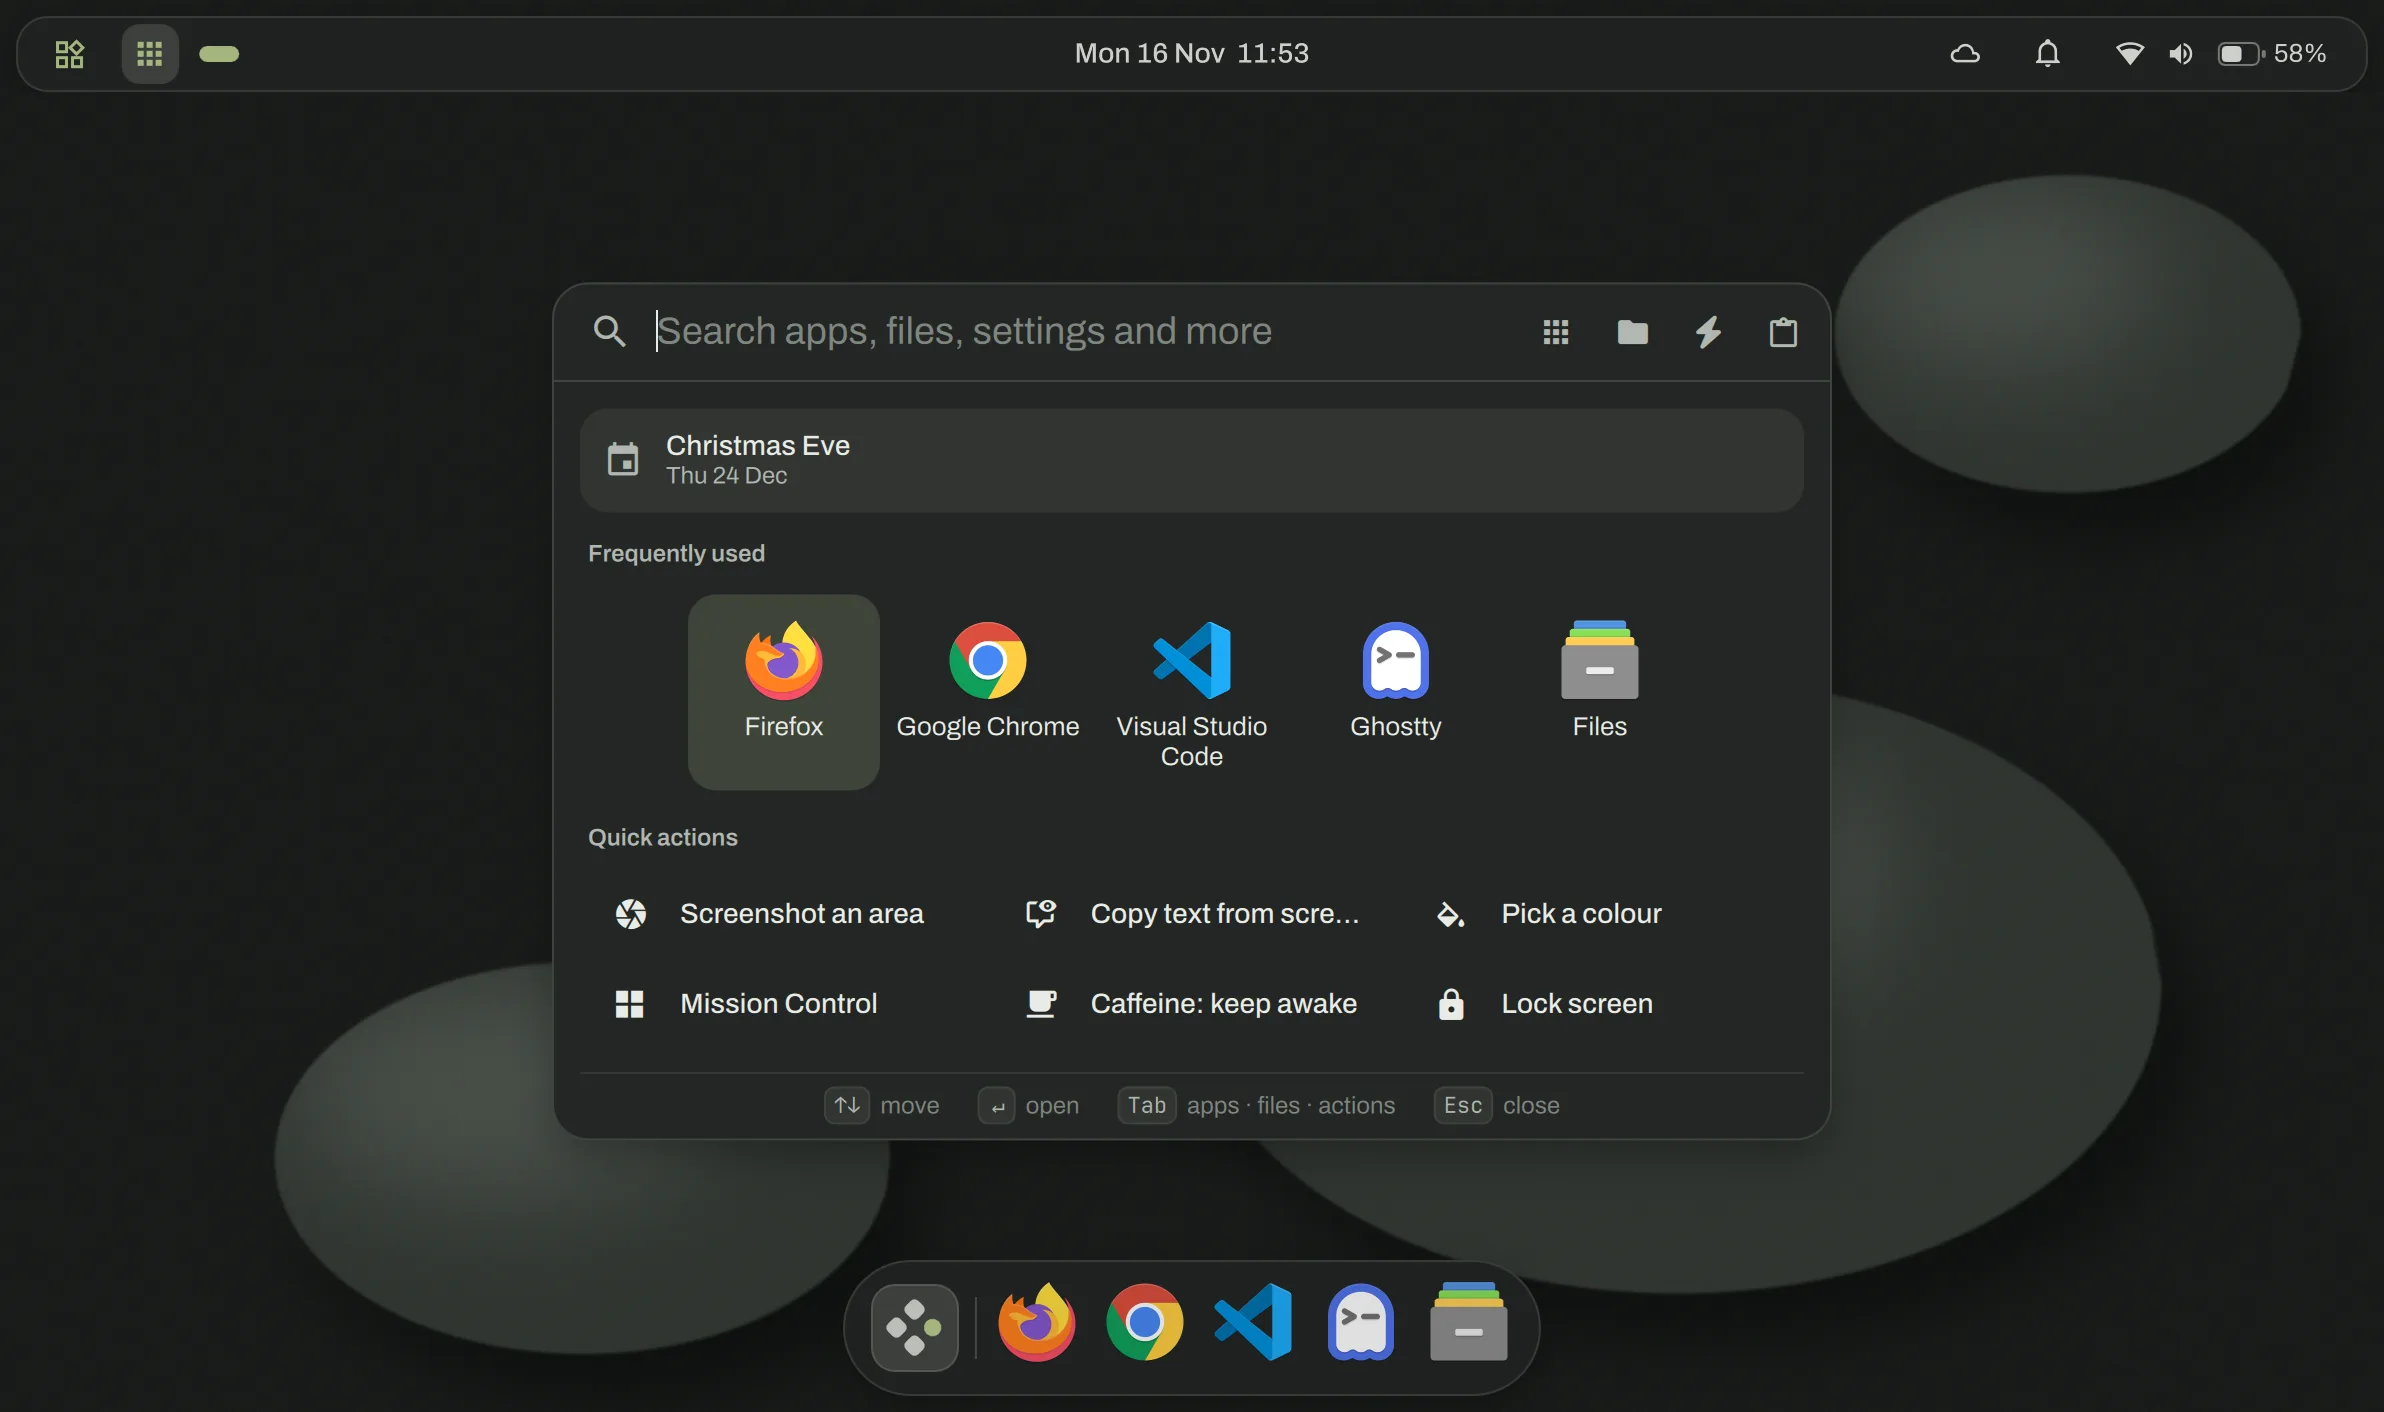 Mon 16 Nov 11:53
58%
Search apps, files, settings and more
Christmas Eve
Thu 24 Dec
Frequently used
Firefox
Google Chrome
Visual Studio
Code
Ghostty
Files
Quick actions
Screenshot an area
Copy text from scre...
Pick a colour
Mission Control
Caffeine: keep awake
Lock screen
↑↓ move ↵ open Tab apps · files · actions Esc close